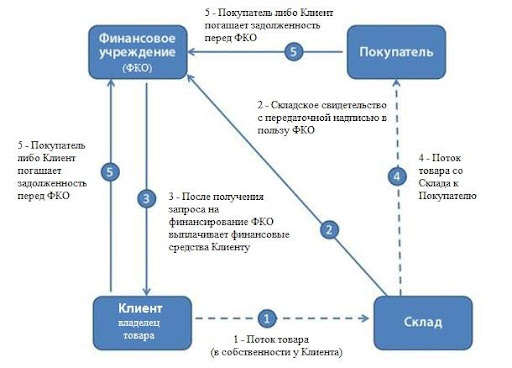 5 - Покупатель либо Клиент
погашает задолженность
перед ФКО
Финансовое
учреждение
(ФКО)
5
Покупатель
2 - Складское свидетельство
с передаточной надписью в
пользу ФКО
5 - Покупатель
либо Клиент
погашает
задолженность
перед ФКО
5
3
3 - После получения
запроса на
финансирование ФКО
выплачивает финансовые
средства Клиенту
2
4
4 - Поток
товара со
Склада к
Покупателю
Клиент
владелец
товара
1
Склад
1 - Поток товара
(в собственности у Клиента)